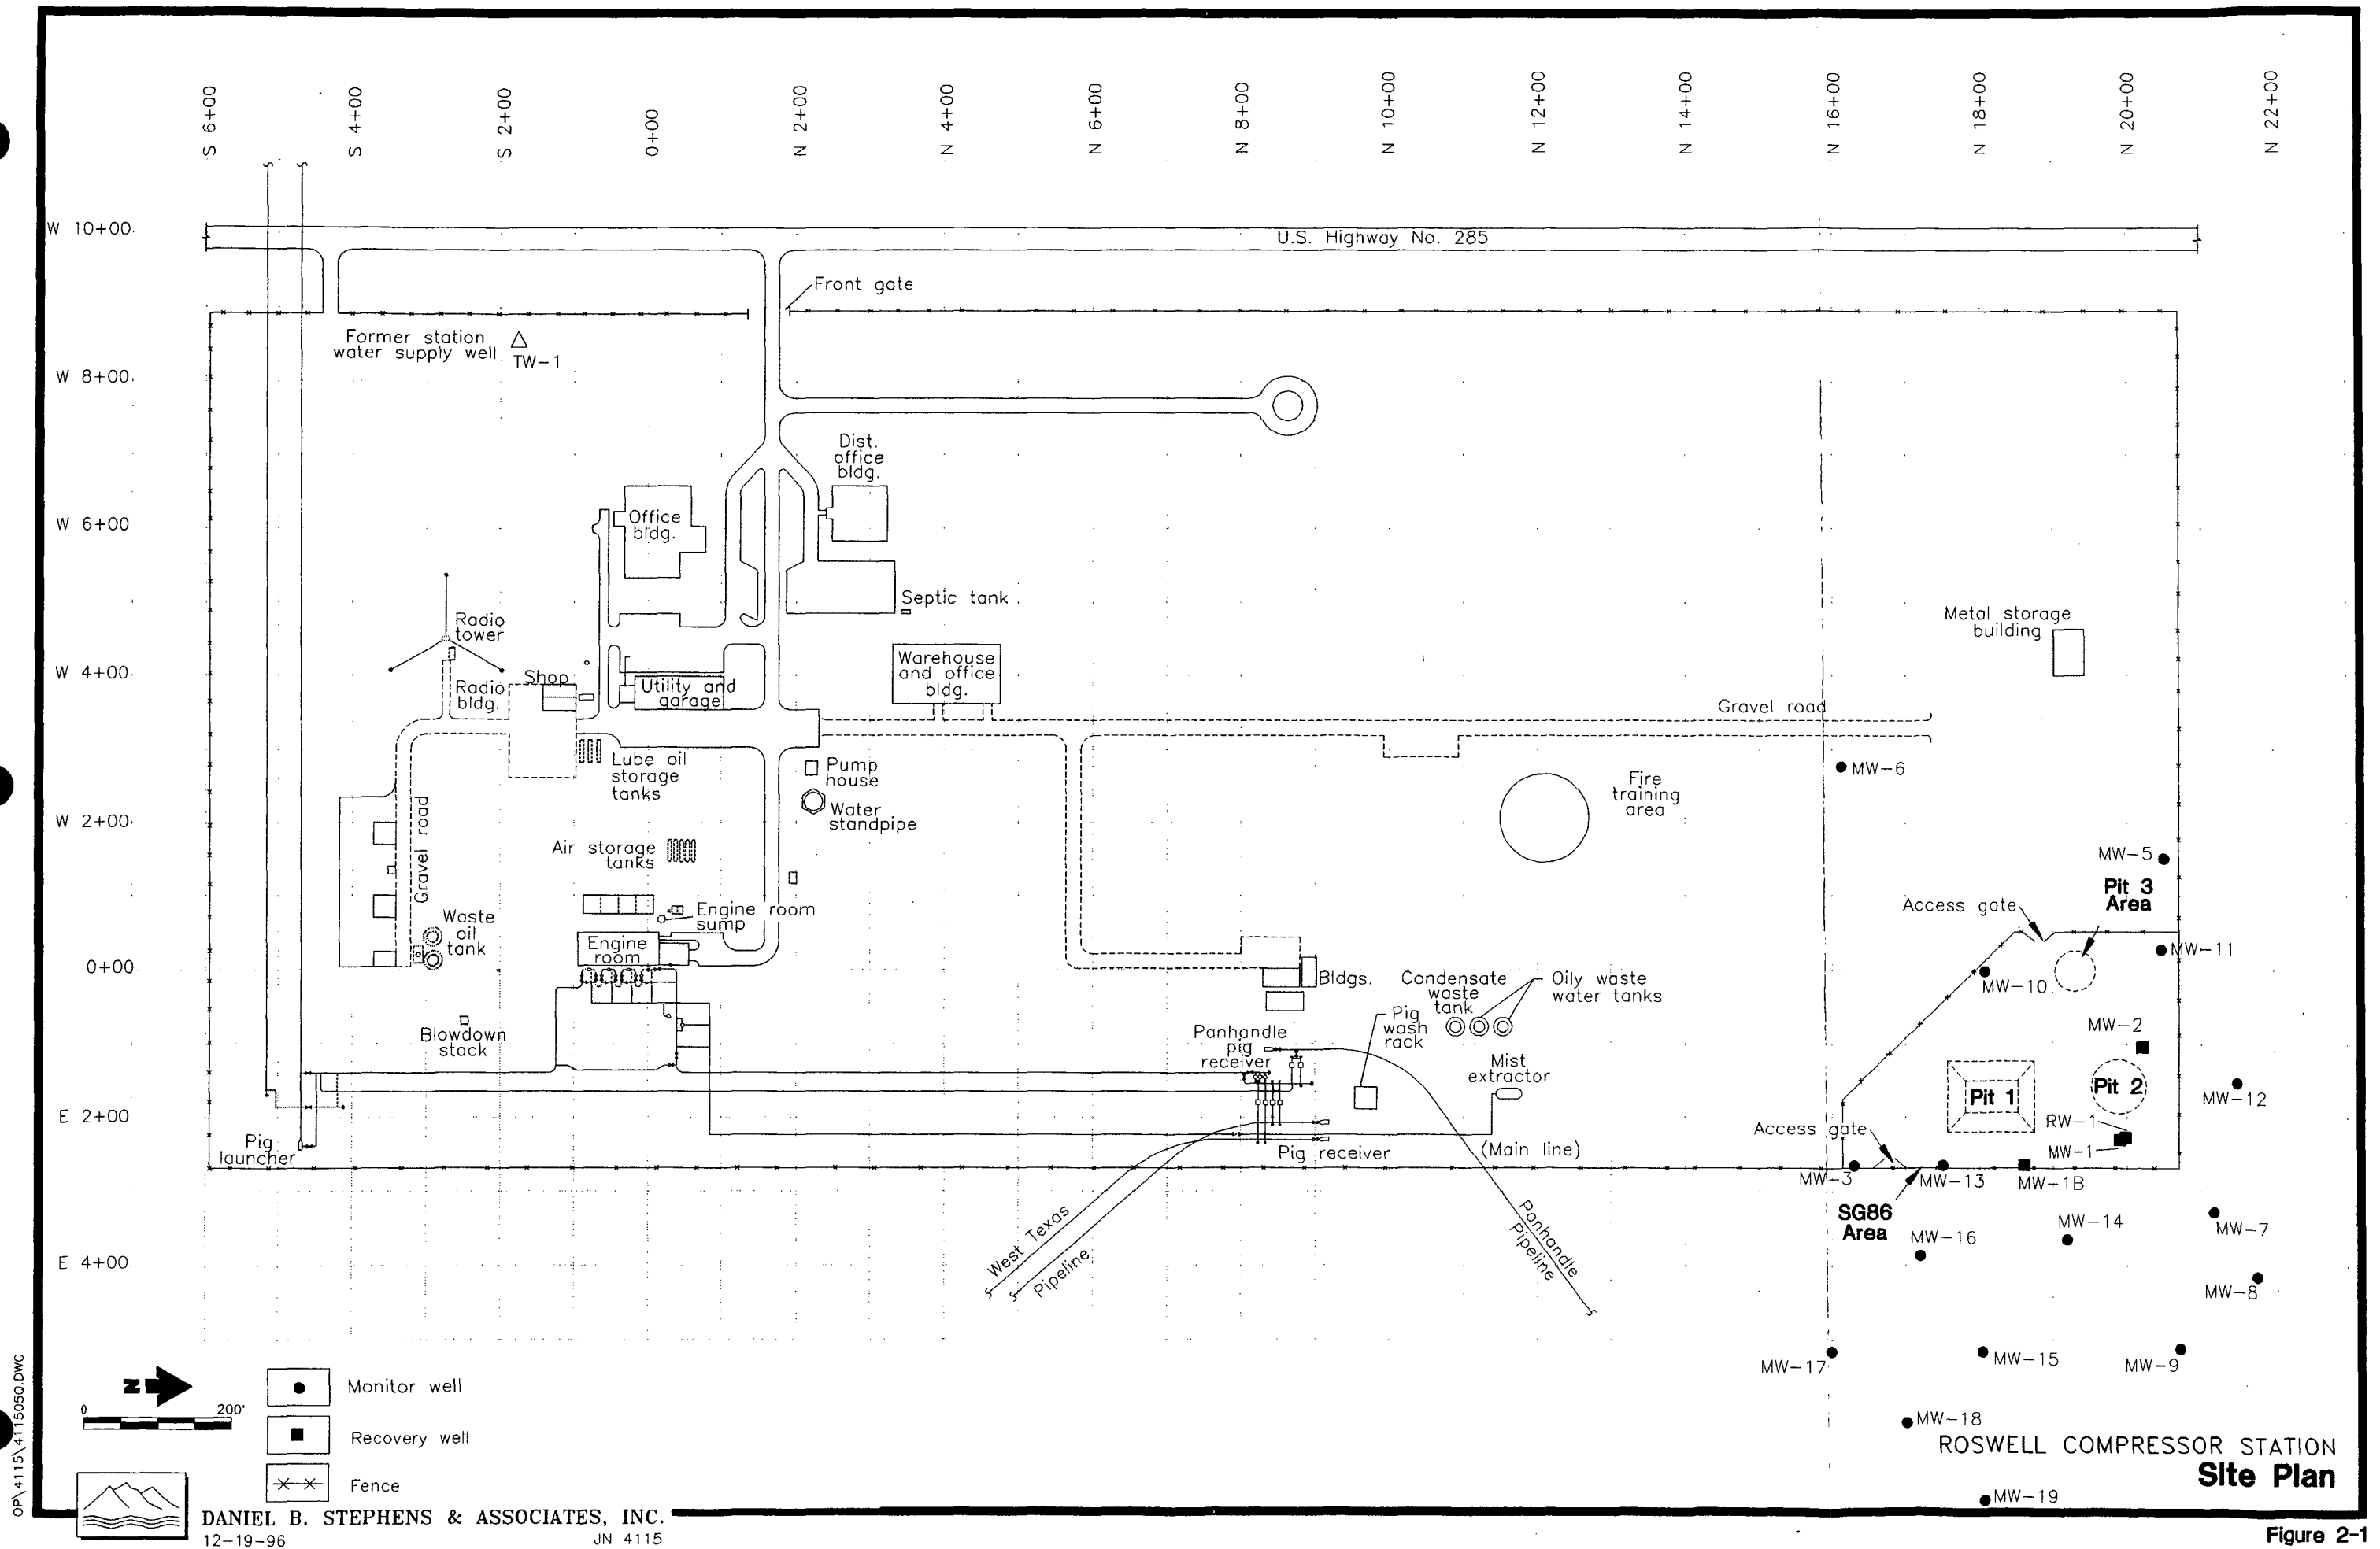 S 6+00
S 4+00
S 2+00
0+00
N 2+00
N 4+00
N 6+00
N 8+00
N 10+00
N 12+00
N 14+00
N 16+00
N 18+00
N 20+00
N 22+00
W 10+00
W 8+00
W 6+00
W 4+00
W 2+00
0+00
E 2+00
E 4+00
U.S. Highway No. 285
Front gate
Former station
water supply well
TW-1
Dist.
office
bldg.
Office
bldg.
Septic tank
Radio
tower
Radio
bldg.
Shop
Utility and
garage
Warehouse
and office
bldg.
Metal storage
building
Gravel road
Lube oil
storage
tanks
Pump
house
Water
standpipe
Fire
training
area
MW-6
Gravel road
Air storage
tanks
MW-5
Pit 3
Area
Access gate
Engine room
sump
Waste
oil
tank
Engine
room
MW-11
MW-10
Bldgs.
Condensate
waste
tank
Oily waste
water tanks
Pig
wash
rack
Blowdown
stack
Panhandle
pig
receiver
Mist
extractor
MW-2
Pit 1
Pit 2
MW-12
RW-1
MW-1
Access gate
Pig
launcher
Pig receiver
(Main line)
MW-3
MW-13
MW-1B
SG86
Area
MW-16
MW-14
MW-7
MW-8
West Texas
Pipeline
Panhandle
Pipeline
MW-17
MW-15
MW-9
MW-18
MW-19
N
0 200'
Monitor well
Recovery well
Fence
ROSWELL COMPRESSOR STATION
Site Plan
OP\4115\411505Q.DWG
DANIEL B. STEPHENS & ASSOCIATES, INC.
12-19-96 JN 4115
Figure 2-1